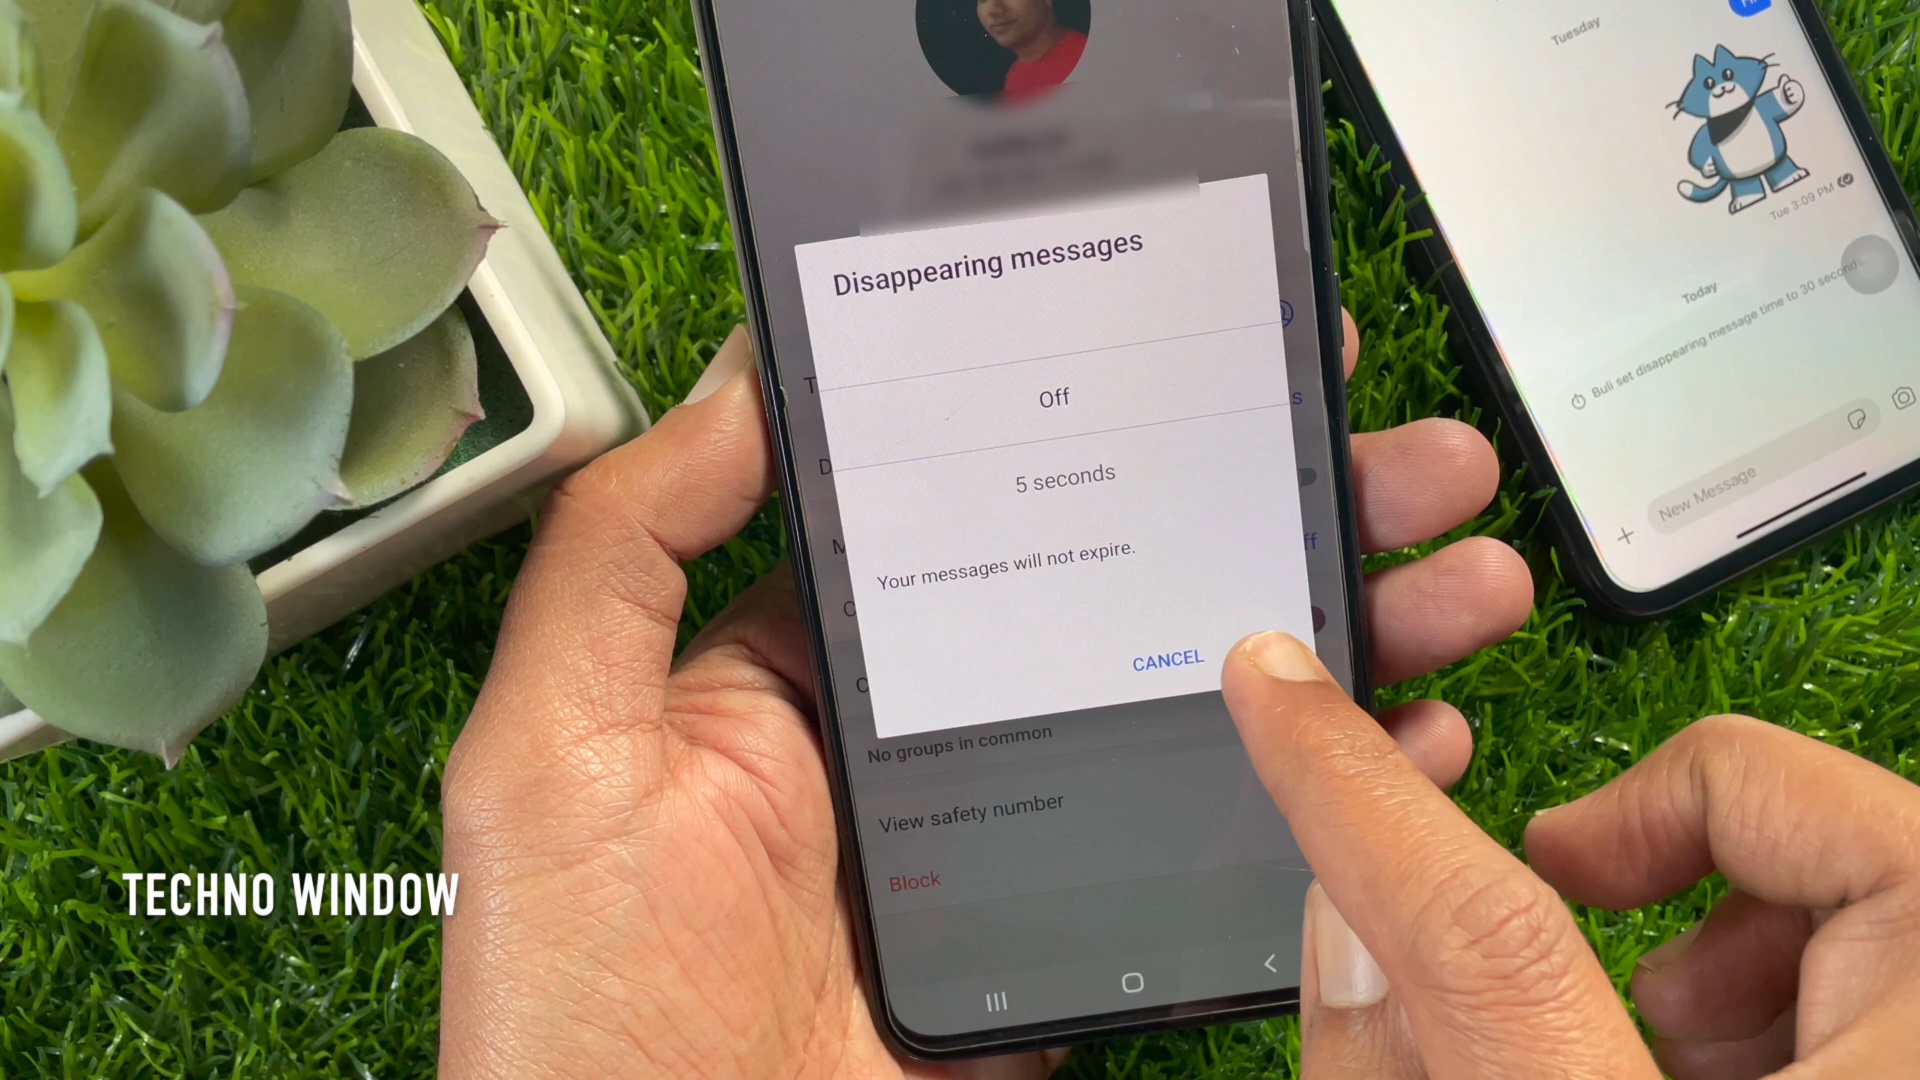 Disappearing messages
Off
5 seconds
Your messages will not expire.
CANCEL
No groups in common
View safety number
Block
Tuesday
Tue 3:09 PM
Today
Buli set disappearing message time to 30 second
New Message
TECHNO WINDOW